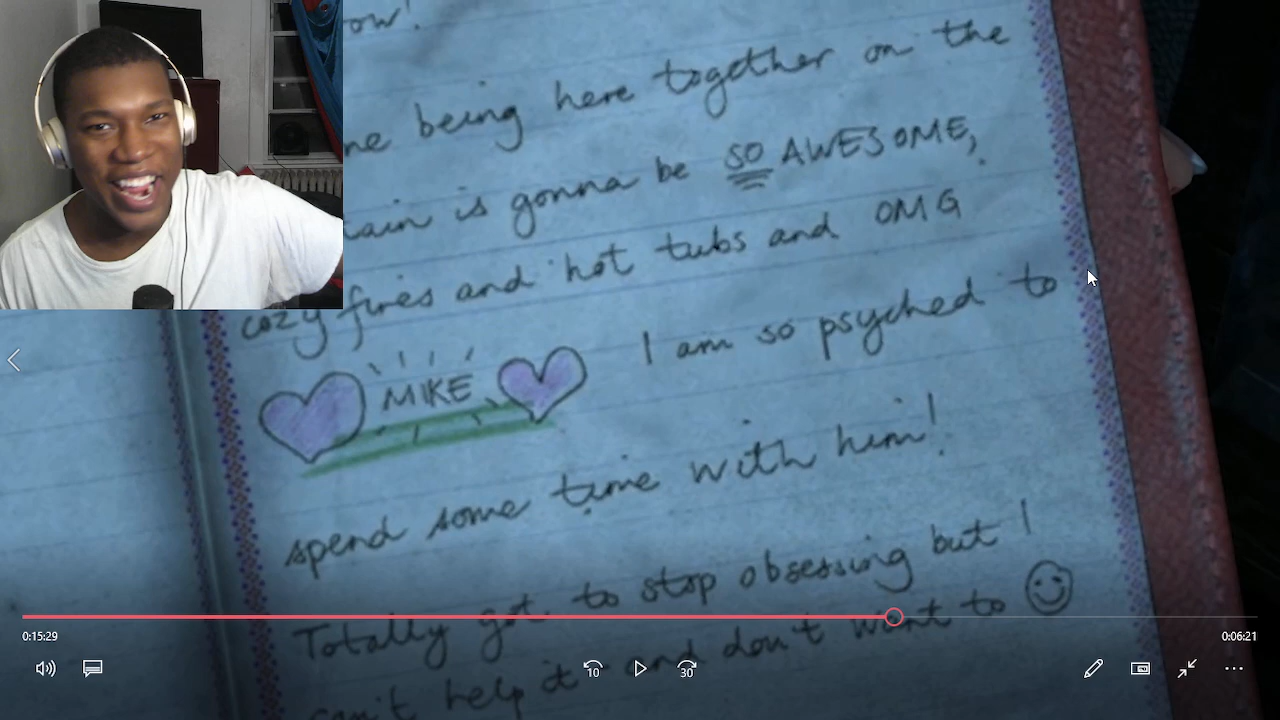 ow!
me being here together on the
tain is gonna be SO AWESOME,
cozy fires and hot tubs and OMG
MIKE I am so psyched to
spend some time with him!
Totally got to stop obsessing but I
can't help it and don't want to
0:15:29
0:06:21
10
30